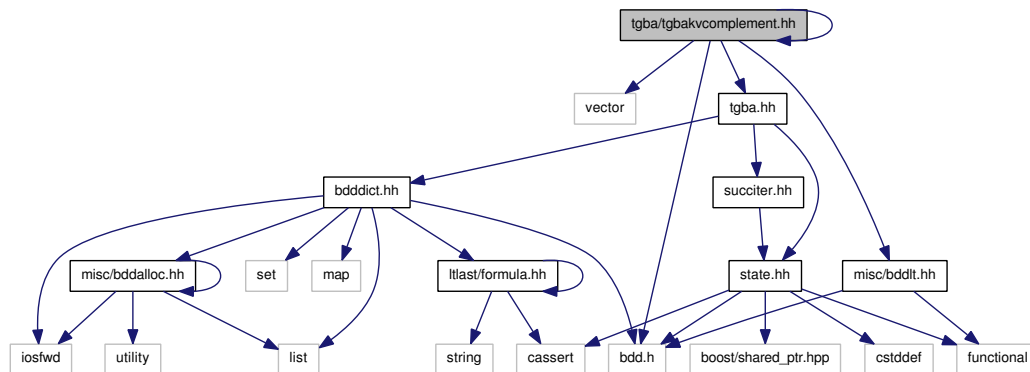 tgba/tgbakvcomplement.hh
vector
tgba.hh
bdddict.hh
succiter.hh
misc/bddalloc.hh
set
map
ltlast/formula.hh
state.hh
misc/bddlt.hh
iosfwd
utility
list
string
cassert
bdd.h
boost/shared_ptr.hpp
cstddef
functional